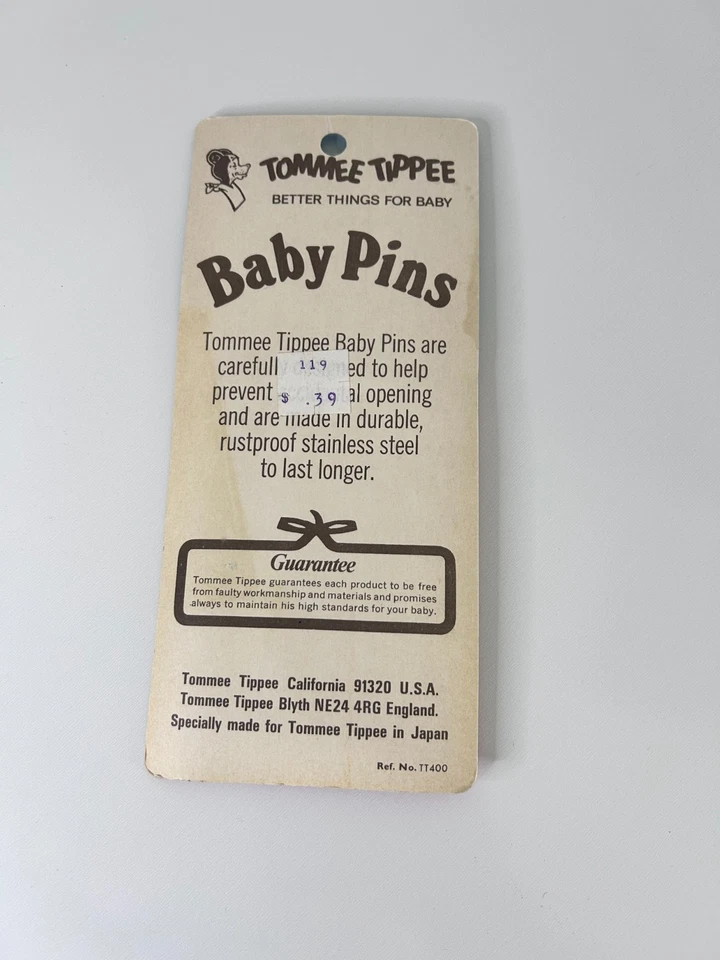 TOMMEE TIPPEE
BETTER THINGS FOR BABY
Baby Pins
Tommee Tippee Baby Pins are
carefull ed to help
prevent al opening
and are made in durable,
rustproof stainless steel
to last longer.
119
$ .39
Guarantee
Tommee Tippee guarantees each product to be free
from faulty workmanship and materials and promises
always to maintain his high standards for your baby.
Tommee Tippee California 91320 U.S.A.
Tommee Tippee Blyth NE24 4RG England.
Specially made for Tommee Tippee in Japan
Ref. No. TT400